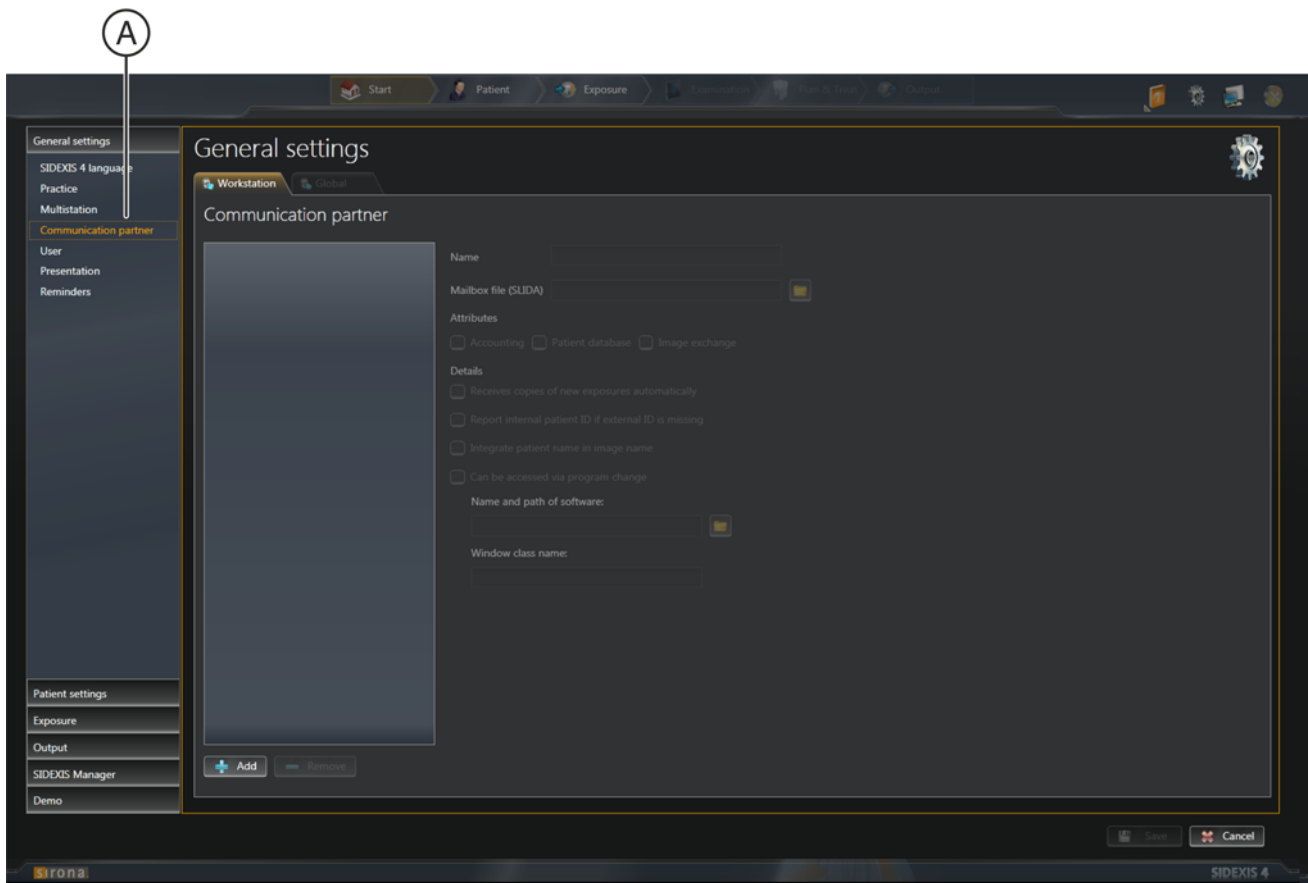 A
Start
Patient
Exposure
Examination
Plan & Treat
Output
General settings
SIDEXIS 4 language
Practice
Multistation
Communication partner
User
Presentation
Reminders
Patient settings
Exposure
Output
SIDEXIS Manager
Demo
General settings
Workstation
Global
Communication partner
Name
Mailbox file (SLIDA)
Attributes
Accounting Patient database Image exchange
Details
Receives copies of new exposures automatically
Report internal patient ID if external ID is missing
Integrate patient name in image name
Can be accessed via program change
Name and path of software:
Window class name:
Add
Remove
Save
Cancel
sirona
SIDEXIS 4